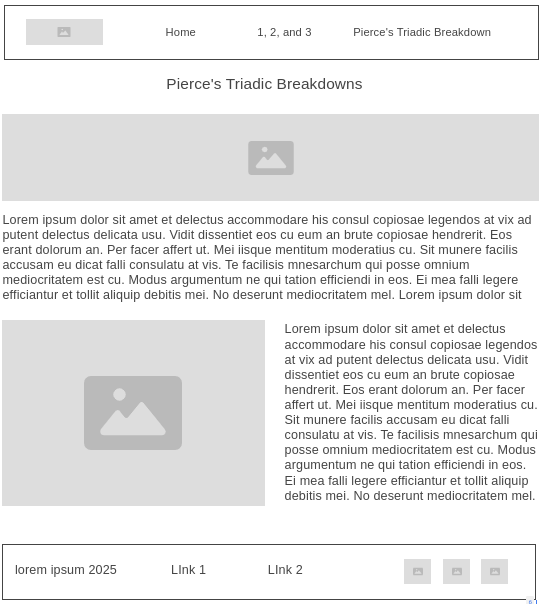 Home 1, 2, and 3 Pierce's Triadic Breakdown
Pierce's Triadic Breakdowns
Lorem ipsum dolor sit amet et delectus accommodare his consul copiosae legendos at vix ad
putent delectus delicata usu. Vidit dissentiet eos cu eum an brute copiosae hendrerit. Eos
erant dolorum an. Per facer affert ut. Mei iisque mentitum moderatius cu. Sit munere facilis
accusam eu dicat falli consulatu at vis. Te facilisis mnesarchum qui posse omnium
mediocritatem est cu. Modus argumentum ne qui tation efficiendi in eos. Ei mea falli legere
efficiantur et tollit aliquip debitis mei. No deserunt mediocritatem mel. Lorem ipsum dolor sit
Lorem ipsum dolor sit amet et delectus
accommodare his consul copiosae legendos
at vix ad putent delectus delicata usu. Vidit
dissentiet eos cu eum an brute copiosae
hendrerit. Eos erant dolorum an. Per facer
affert ut. Mei iisque mentitum moderatius cu.
Sit munere facilis accusam eu dicat falli
consulatu at vis. Te facilisis mnesarchum qui
posse omnium mediocritatem est cu. Modus
argumentum ne qui tation efficiendi in eos.
Ei mea falli legere efficiantur et tollit aliquip
debitis mei. No deserunt mediocritatem mel.
lorem ipsum 2025 LInk 1 LInk 2